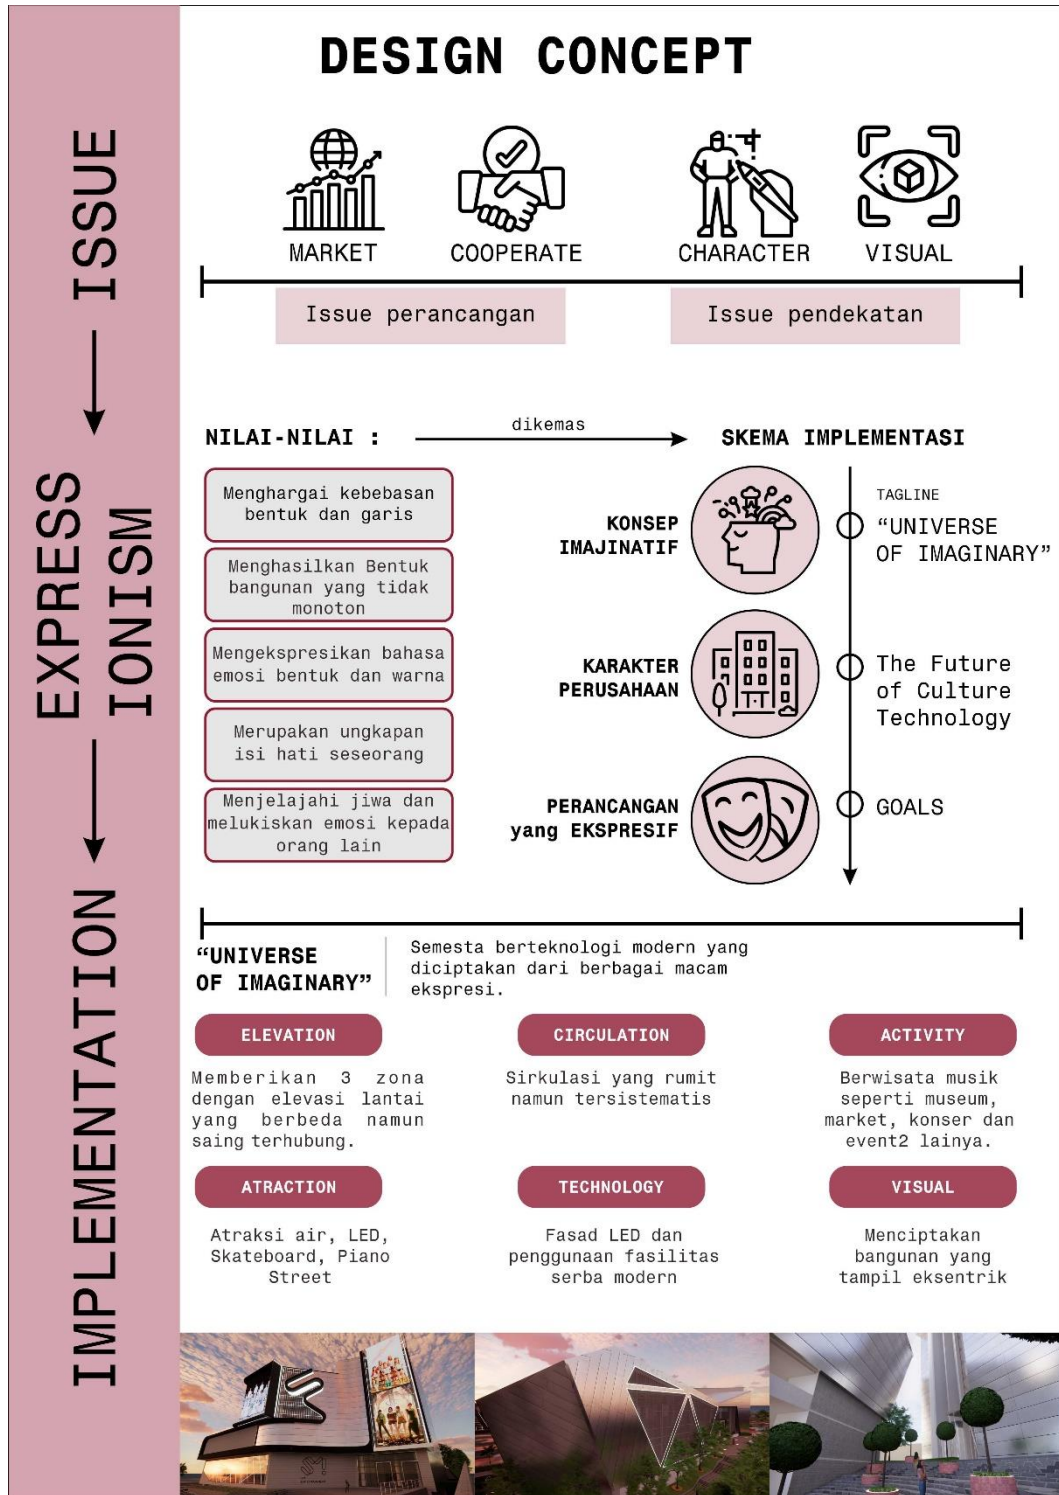 DESIGN CONCEPT
ISSUE
EXPRESS
IONISM
IMPLEMENTATION
MARKET
COOPERATE
CHARACTER
VISUAL
Issue perancangan
Issue pendekatan
NILAI-NILAI :
dikemas
SKEMA IMPLEMENTASI
Menghargai kebebasan
bentuk dan garis
Menghasilkan Bentuk
bangunan yang tidak
monoton
Mengekspresikan bahasa
emosi bentuk dan warna
Merupakan ungkapan
isi hati seseorang
Menjelajahi jiwa dan
melukiskan emosi kepada
orang lain
KONSEP
IMAJINATIF
TAGLINE
“UNIVERSE
OF IMAGINARY”
KARAKTER
PERUSAHAAN
The Future
of Culture
Technology
PERANCANGAN
yang EKSPRESIF
GOALS
“UNIVERSE
OF IMAGINARY”
Semesta berteknologi modern yang
diciptakan dari berbagai macam
ekspresi.
ELEVATION
Memberikan 3 zona
dengan elevasi lantai
yang berbeda namun
saing terhubung.
CIRCULATION
Sirkulasi yang rumit
namun tersistematis
ACTIVITY
Berwisata musik
seperti museum,
market, konser dan
event2 lainya.
ATRACTION
Atraksi air, LED,
Skateboard, Piano
Street
TECHNOLOGY
Fasad LED dan
penggunaan fasilitas
serba modern
VISUAL
Menciptakan
bangunan yang
tampil eksentrik